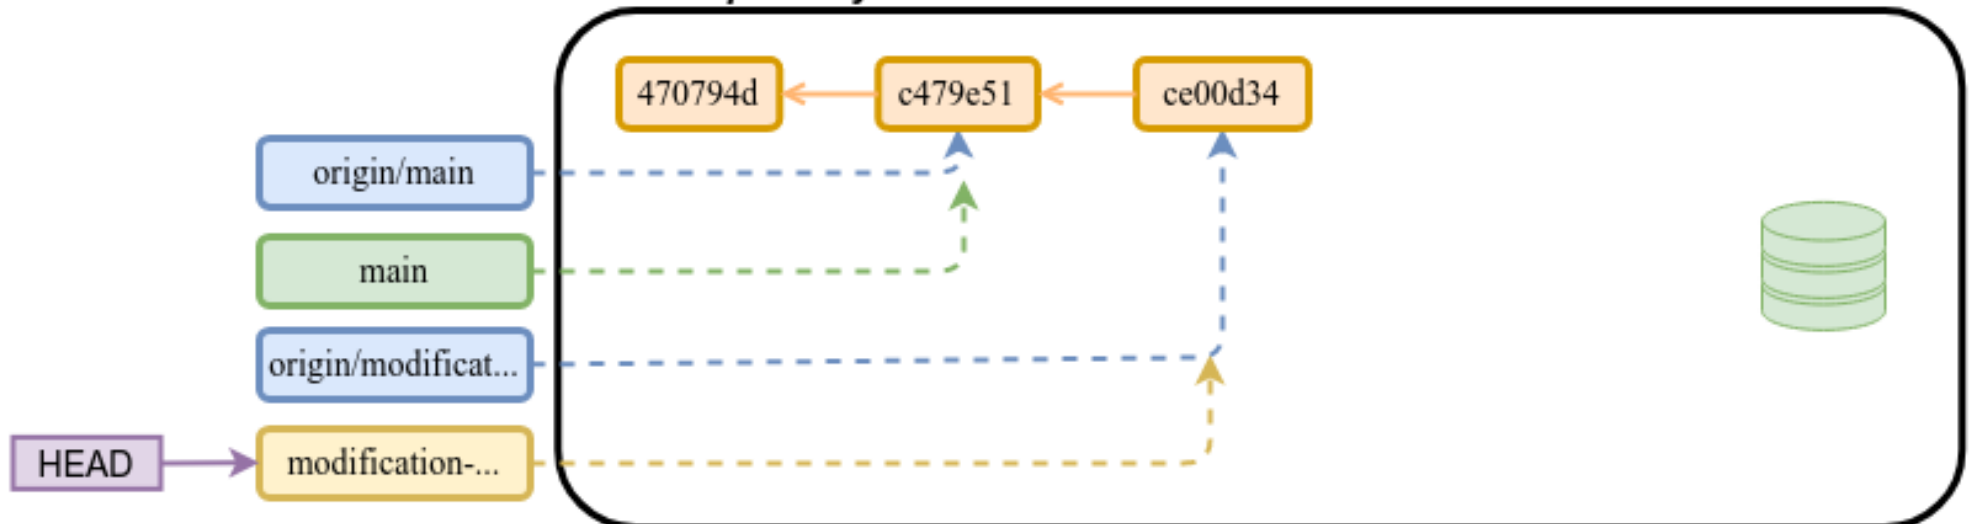 470794d
c479e51
ce00d34
origin/main
main
origin/modificat...
HEAD
modification-...